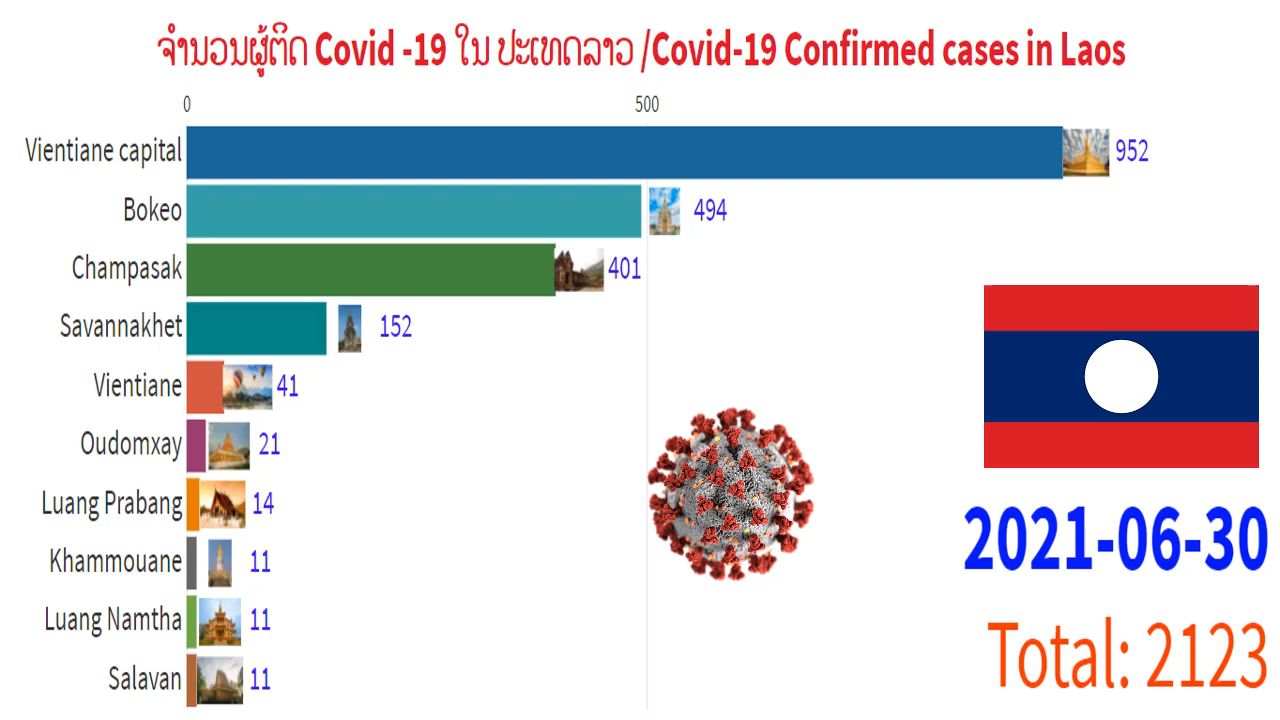 ຈຳນວນຜູ້ຕິດ Covid -19 ໃນ ປະເທດລາວ /Covid-19 Confirmed cases in Laos
0 500
Vientiane capital 952
Bokeo 494
Champasak 401
Savannakhet 152
Vientiane 41
Oudomxay 21
Luang Prabang 14
Khammouane 11
Luang Namtha 11
Salavan 11
2021-06-30
Total: 2123